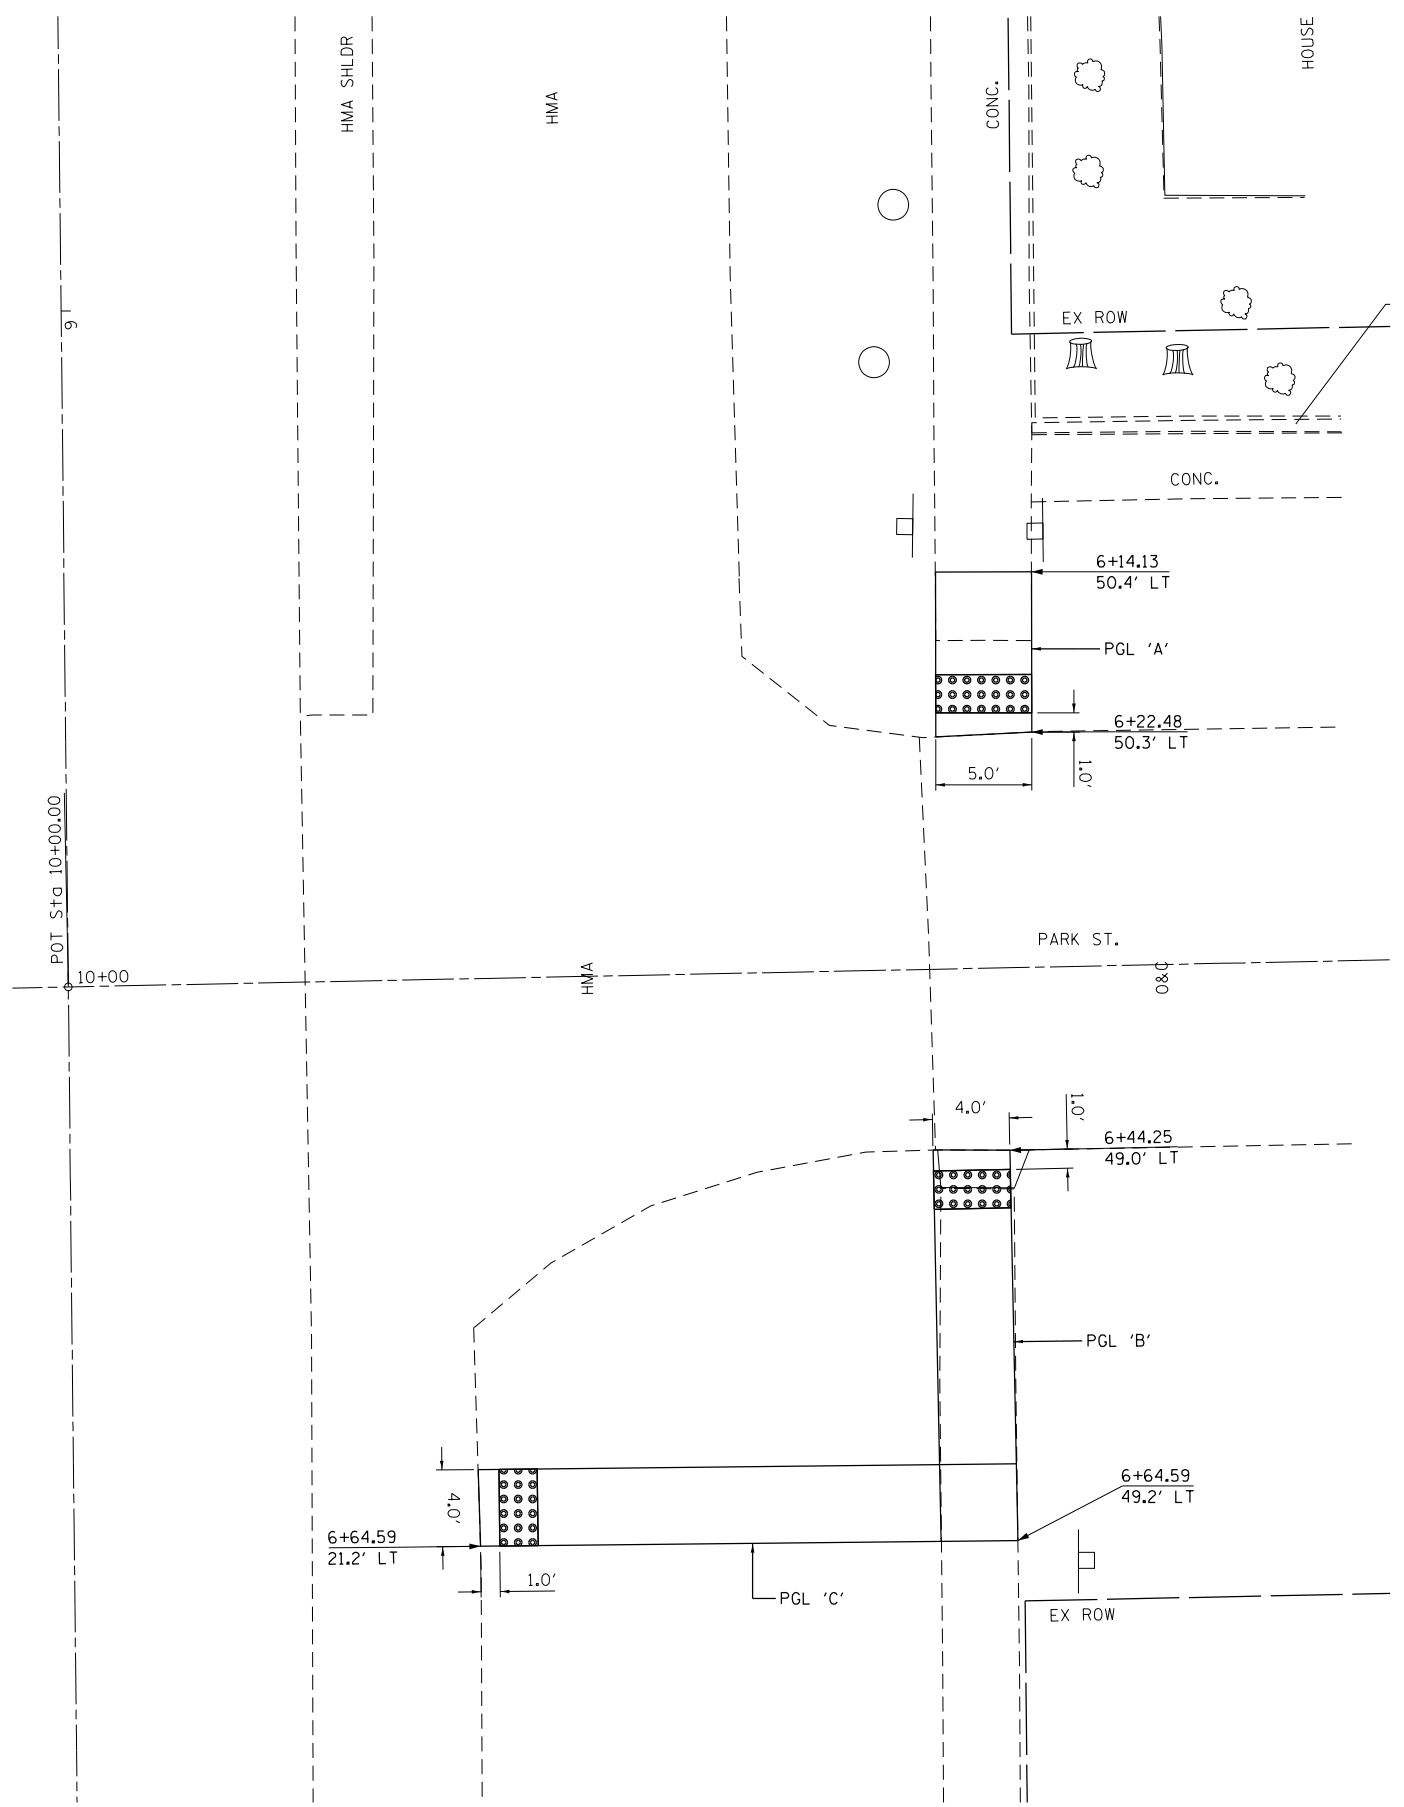 HMA SHLDR
HMA
CONC.
HOUSE
6
EX ROW
CONC.
6+14.13
50.4' LT
PGL 'A'
6+22.48
50.3' LT
5.0'
1.0'
POT Sta 10+00.00
10+00
HMA
PARK ST.
O&C
4.0'
1.0'
6+44.25
49.0' LT
PGL 'B'
6+64.59
49.2' LT
4.0'
6+64.59
21.2' LT
1.0'
PGL 'C'
EX ROW